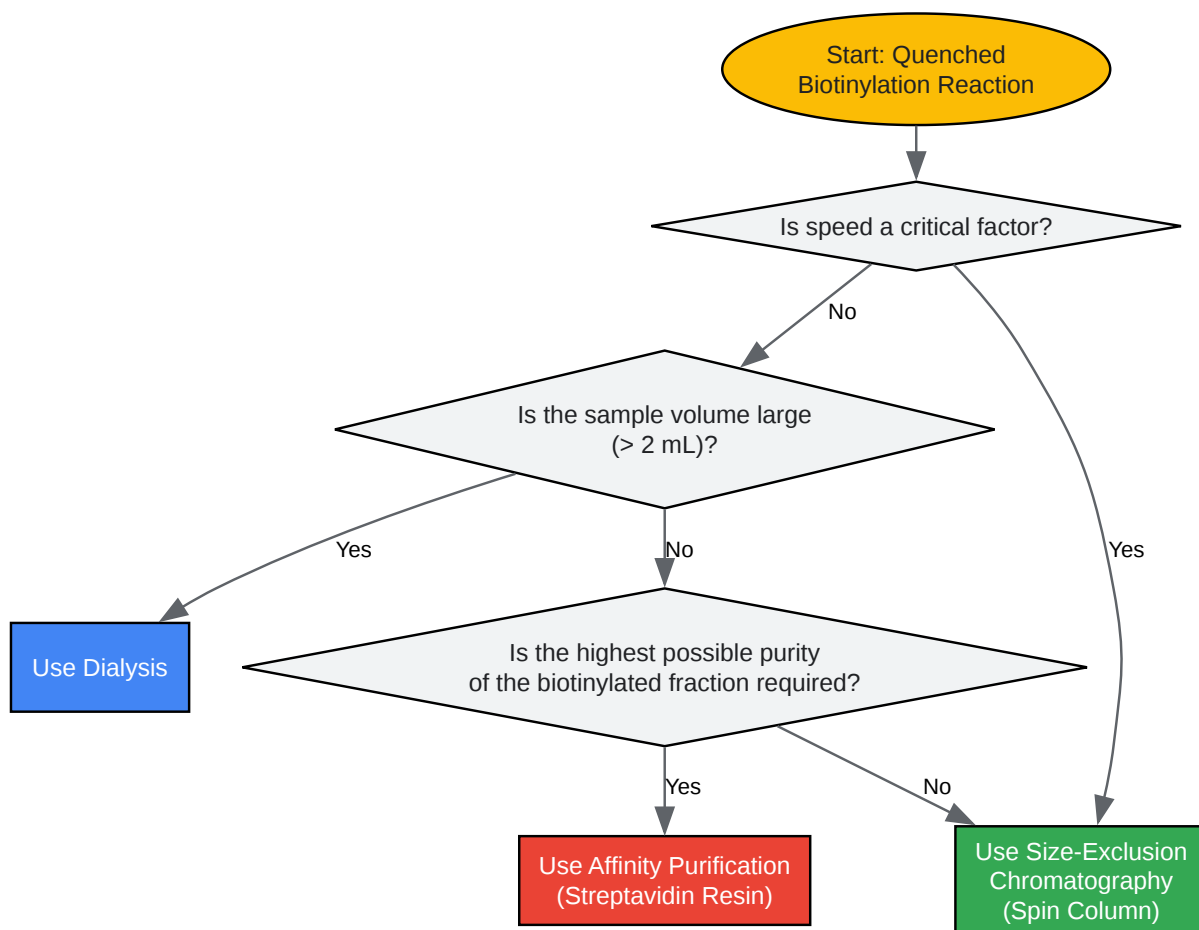 Start: Quenched
Biotinylation Reaction
Is speed a critical factor?
No
Is the sample volume large
(> 2 mL)?
Yes
No
Yes
Use Dialysis
Is the highest possible purity
of the biotinylated fraction required?
Yes
No
Use Affinity Purification
(Streptavidin Resin)
Use Size-Exclusion
Chromatography
(Spin Column)